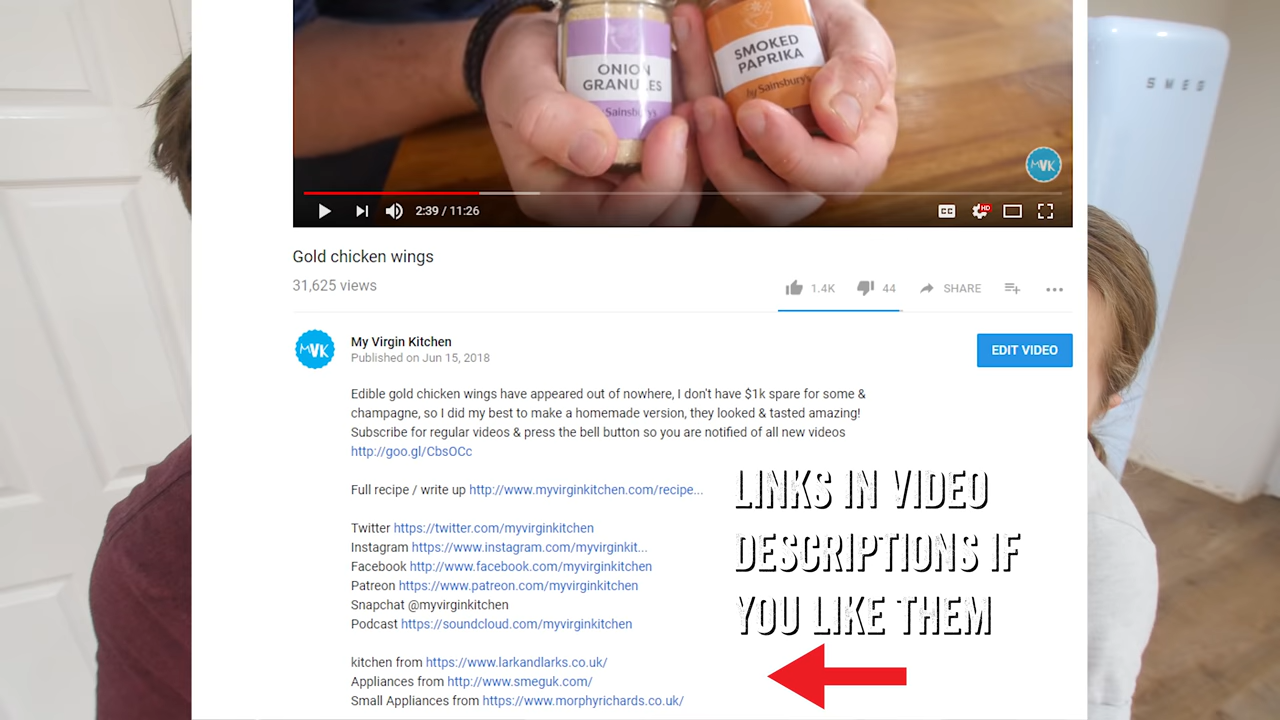 ONION
GRANULES
by Sainsbury's
SMOKED
PAPRIKA
by Sainsbury's
SMEG
MVK
2:39 / 11:26
CC
HD
Gold chicken wings
31,625 views
1.4K
44
SHARE
MVK
My Virgin Kitchen
Published on Jun 15, 2018
EDIT VIDEO
Edible gold chicken wings have appeared out of nowhere, I don't have $1k spare for some &
champagne, so I did my best to make a homemade version, they looked & tasted amazing!
Subscribe for regular videos & press the bell button so you are notified of all new videos
http://goo.gl/CbsOCc
Full recipe / write up http://www.myvirginkitchen.com/recipe...
Twitter https://twitter.com/myvirginkitchen
Instagram https://www.instagram.com/myvirginkit...
Facebook http://www.facebook.com/myvirginkitchen
Patreon https://www.patreon.com/myvirginkitchen
Snapchat @myvirginkitchen
Podcast https://soundcloud.com/myvirginkitchen
kitchen from https://www.larkandlarks.co.uk/
Appliances from http://www.smeguk.com/
Small Appliances from https://www.morphyrichards.co.uk/
LINKS IN VIDEO
DESCRIPTIONS IF
YOU LIKE THEM